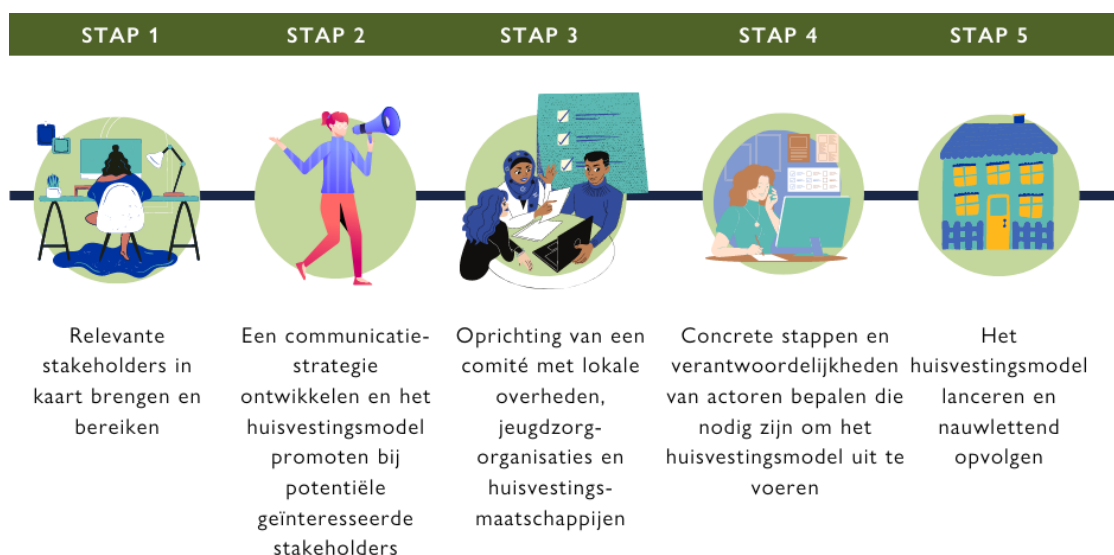 STAP 1
STAP 2
STAP 3
STAP 4
STAP 5
Relevante
stakeholders in
kaart brengen en
bereiken
Een communicatie-
strategie
ontwikkelen en het
huisvestingsmodel
promoten bij
potentiële
geïnteresseerde
stakeholders
Oprichting van een
comité met lokale
overheden,
jeugdzorg-
organisaties en
huisvestings-
maatschappijen
Concrete stappen en
verantwoordelijkheden
van actoren bepalen die
nodig zijn om het
huisvestingsmodel uit te
voeren
Het
huisvestingsmodel
lanceren en
nauwlettend
opvolgen